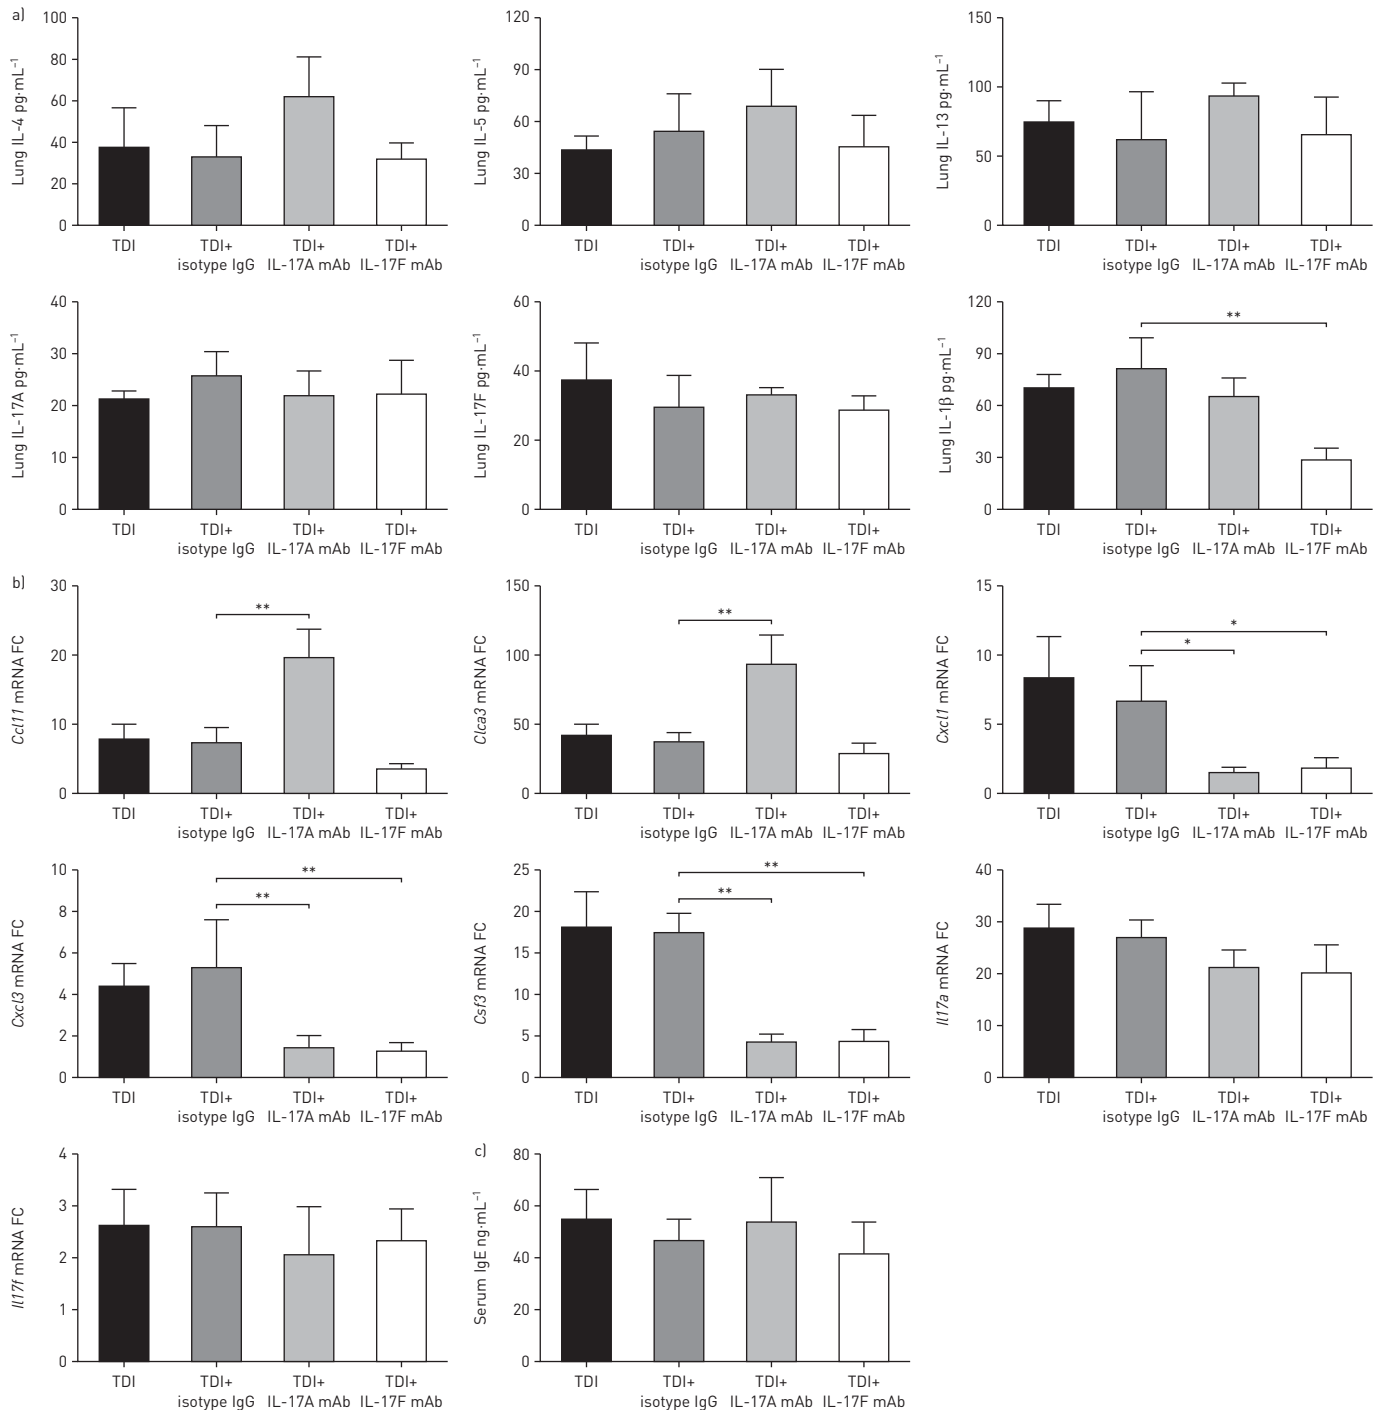 a)
Lung IL-4 pg·mL⁻¹
100
80
60
40
20
0
TDI
TDI+
isotype IgG
TDI+
IL-17A mAb
TDI+
IL-17F mAb
Lung IL-5 pg·mL⁻¹
120
90
60
30
0
TDI
TDI+
isotype IgG
TDI+
IL-17A mAb
TDI+
IL-17F mAb
Lung IL-13 pg·mL⁻¹
150
100
50
0
TDI
TDI+
isotype IgG
TDI+
IL-17A mAb
TDI+
IL-17F mAb
Lung IL-17A pg·mL⁻¹
40
30
20
10
0
TDI
TDI+
isotype IgG
TDI+
IL-17A mAb
TDI+
IL-17F mAb
Lung IL-17F pg·mL⁻¹
60
40
20
0
TDI
TDI+
isotype IgG
TDI+
IL-17A mAb
TDI+
IL-17F mAb
Lung IL-1β pg·mL⁻¹
120
90
60
30
0
**
TDI
TDI+
isotype IgG
TDI+
IL-17A mAb
TDI+
IL-17F mAb
b)
Ccl11 mRNA FC
30
20
10
0
**
TDI
TDI+
isotype IgG
TDI+
IL-17A mAb
TDI+
IL-17F mAb
Clca3 mRNA FC
150
100
50
0
**
TDI
TDI+
isotype IgG
TDI+
IL-17A mAb
TDI+
IL-17F mAb
Cxcl1 mRNA FC
15
10
5
0
*
*
TDI
TDI+
isotype IgG
TDI+
IL-17A mAb
TDI+
IL-17F mAb
Cxcl3 mRNA FC
10
8
6
4
2
0
**
**
TDI
TDI+
isotype IgG
TDI+
IL-17A mAb
TDI+
IL-17F mAb
Csf3 mRNA FC
25
20
15
10
5
0
**
**
TDI
TDI+
isotype IgG
TDI+
IL-17A mAb
TDI+
IL-17F mAb
Il17a mRNA FC
40
30
20
10
0
TDI
TDI+
isotype IgG
TDI+
IL-17A mAb
TDI+
IL-17F mAb
Il17f mRNA FC
4
3
2
1
0
TDI
TDI+
isotype IgG
TDI+
IL-17A mAb
TDI+
IL-17F mAb
c)
Serum IgE ng·mL⁻¹
80
60
40
20
0
TDI
TDI+
isotype IgG
TDI+
IL-17A mAb
TDI+
IL-17F mAb